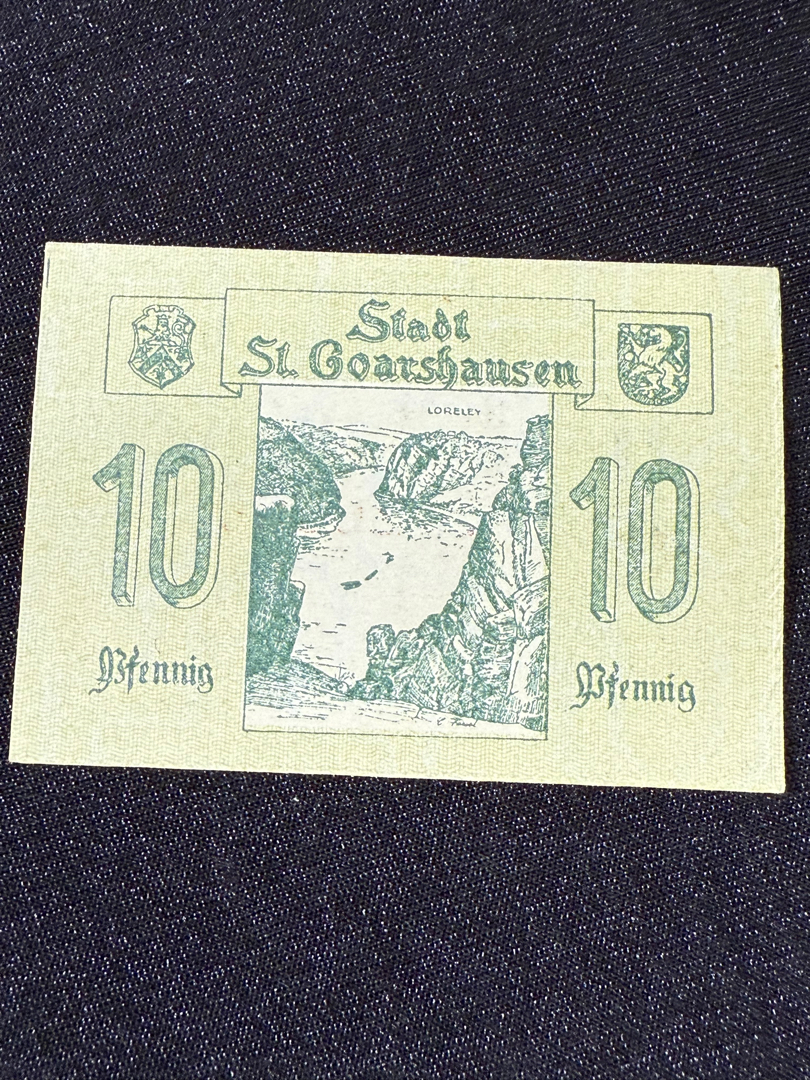 Stadt
St. Goarshausen
LORELEY
10
10
Pfennig
Pfennig